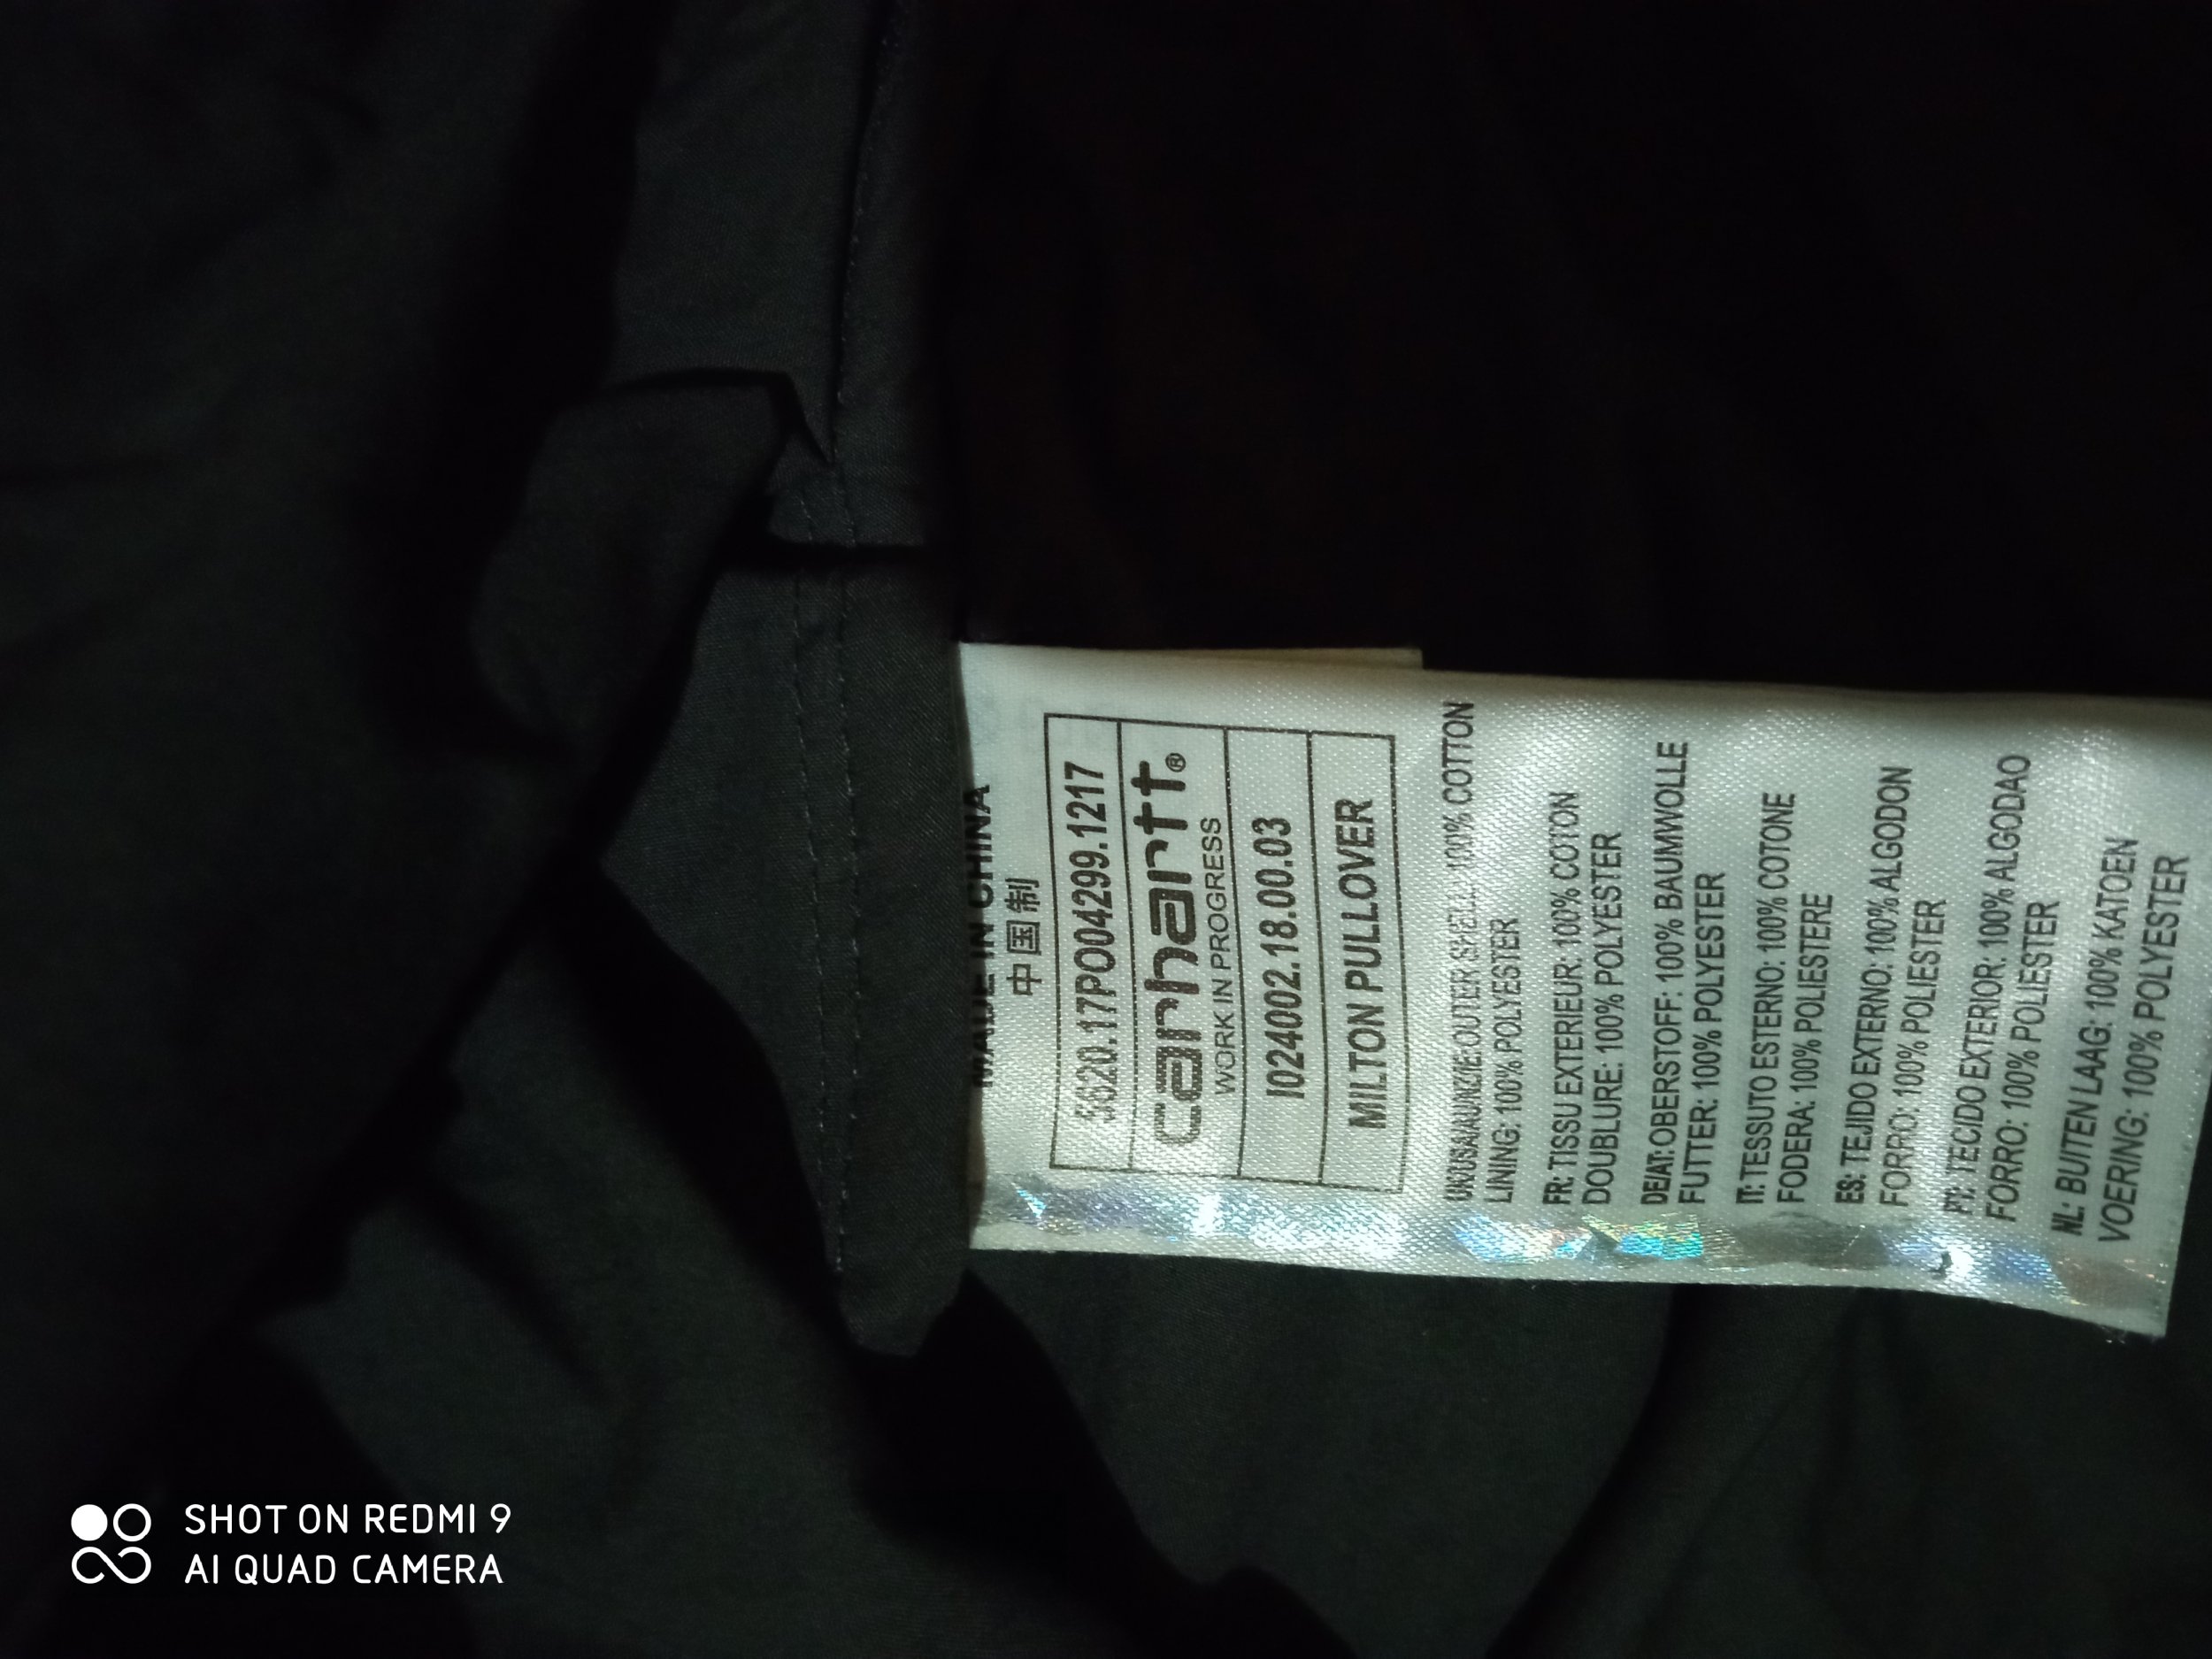 MADE IN CHINA
中国制
5620.17PO04299.1217
carhartt®
WORK IN PROGRESS
I024002.18.00.03
MILTON PULLOVER
OUTER SHELL: 100% COTTON
LINING: 100% POLYESTER
FR: TISSU EXTERIEUR: 100% COTON
DOUBLURE: 100% POLYESTER
DE/AT: OBERSTOFF: 100% BAUMWOLLE
FUTTER: 100% POLYESTER
IT: TESSUTO ESTERNO: 100% COTONE
FODERA: 100% POLIESTERE
ES: TEJIDO EXTERNO: 100% ALGODON
FORRO: 100% POLIESTER
PT: TECIDO EXTERIOR: 100% ALGODAO
FORRO: 100% POLIESTER
NL: BUITEN LAAG: 100% KATOEN
VOERING: 100% POLYESTER
SHOT ON REDMI 9
AI QUAD CAMERA